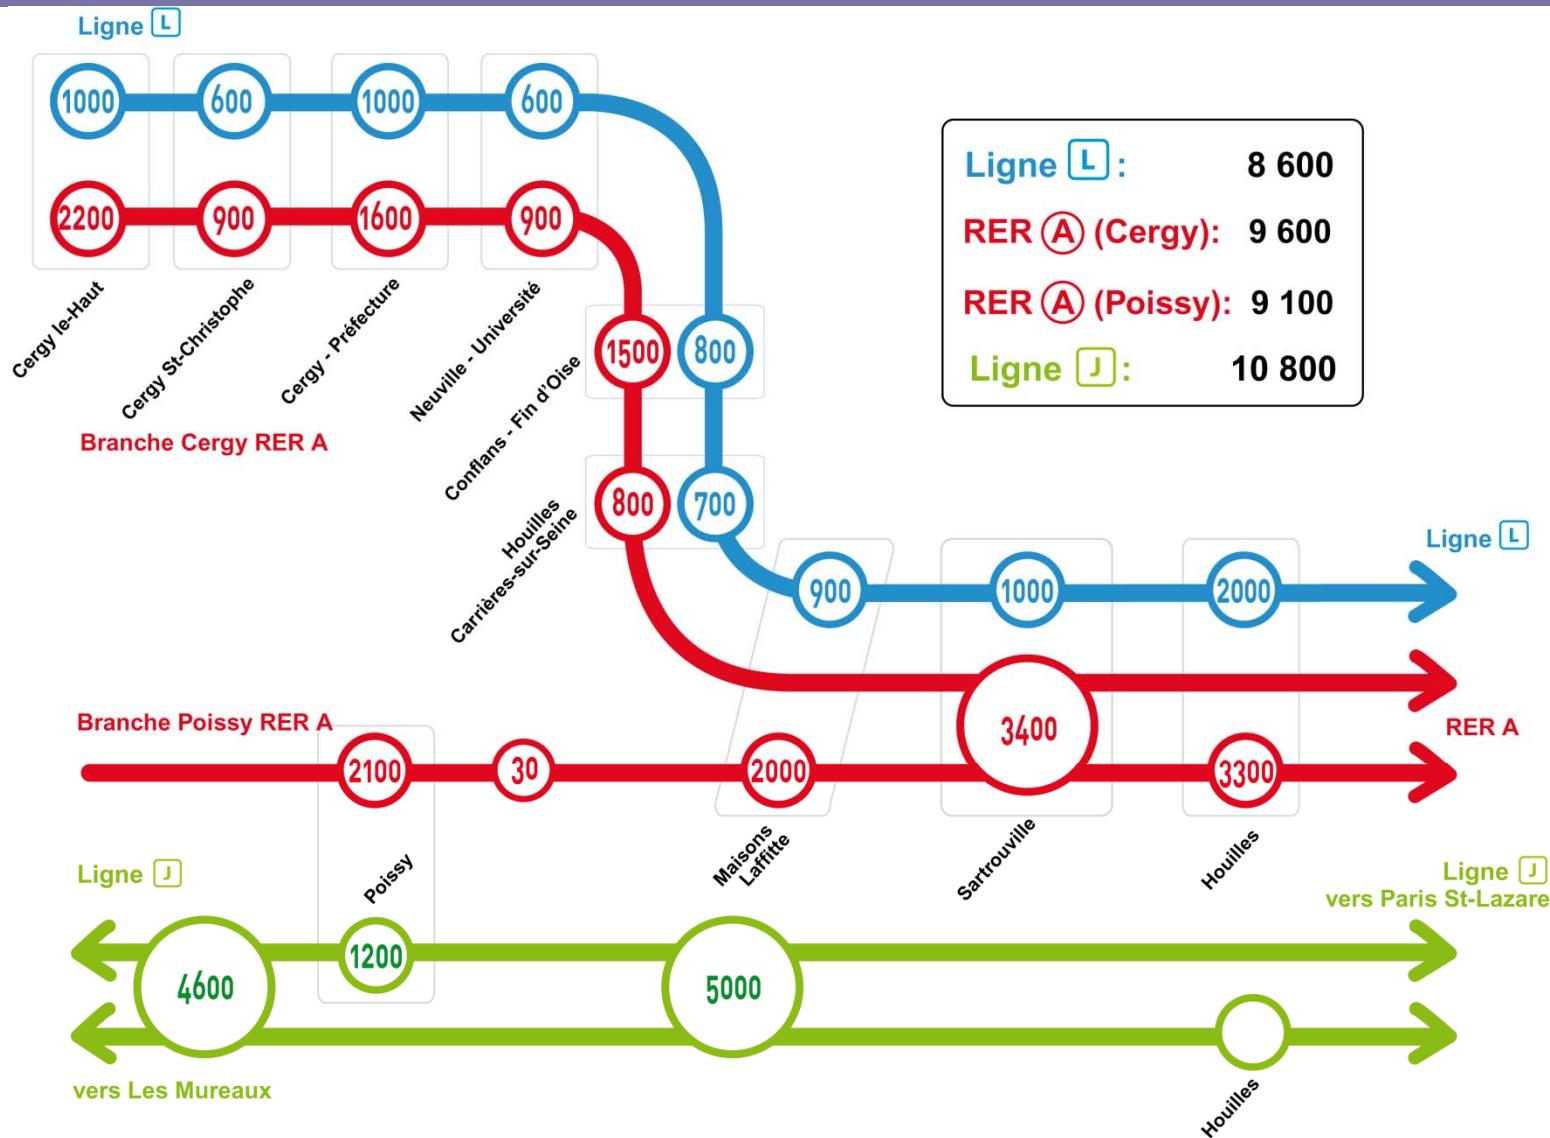 Ligne L
1000 600 1000 600
2200 900 1600 900
Cergy le-Haut
Cergy St-Christophe
Cergy - Préfecture
Neuville - Université
Branche Cergy RER A
Ligne L : 8 600
RER A (Cergy): 9 600
RER A (Poissy): 9 100
Ligne J : 10 800
1500 800
Conflans - Fin d'Oise
800 700
Houilles
Carrières-sur-Seine
900 1000 2000
Ligne L
3400
RER A
Branche Poissy RER A
2100 30 2000 3300
Poissy
Maisons
Laffitte
Sartrouville
Houilles
Ligne J
Ligne J
vers Paris St-Lazare
4600 1200 5000
vers Les Mureaux
Houilles